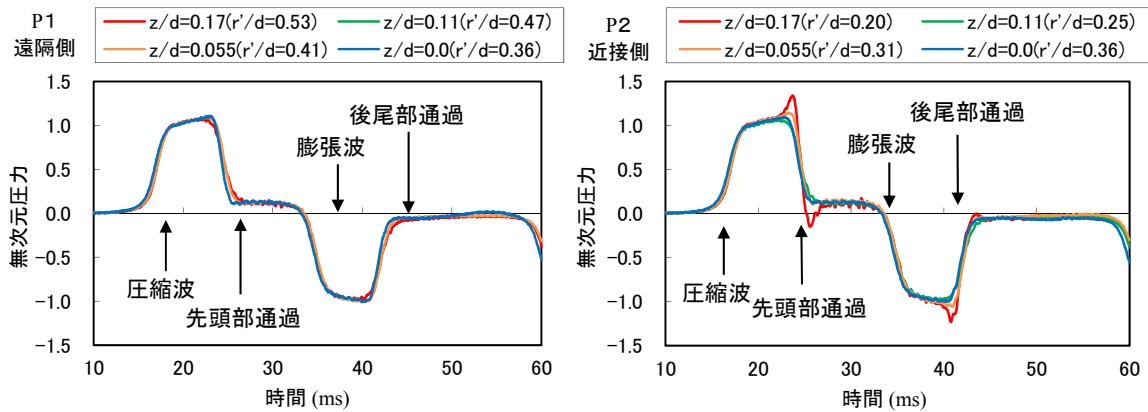 P1
遠隔側
z/d=0.17(r'/d=0.53)
z/d=0.11(r'/d=0.47)
z/d=0.055(r'/d=0.41)
z/d=0.0(r'/d=0.36)
1.5
1.0
0.5
0.0
−0.5
−1.0
−1.5
無次元圧力
後尾部通過
膨張波
圧縮波
先頭部通過
10 20 30 40 50 60
時間 (ms)
P2
近接側
z/d=0.17(r'/d=0.20)
z/d=0.11(r'/d=0.25)
z/d=0.055(r'/d=0.31)
z/d=0.0(r'/d=0.36)
1.5
1.0
0.5
0.0
−0.5
−1.0
−1.5
無次元圧力
後尾部通過
膨張波
圧縮波
先頭部通過
10 20 30 40 50 60
時間 (ms)